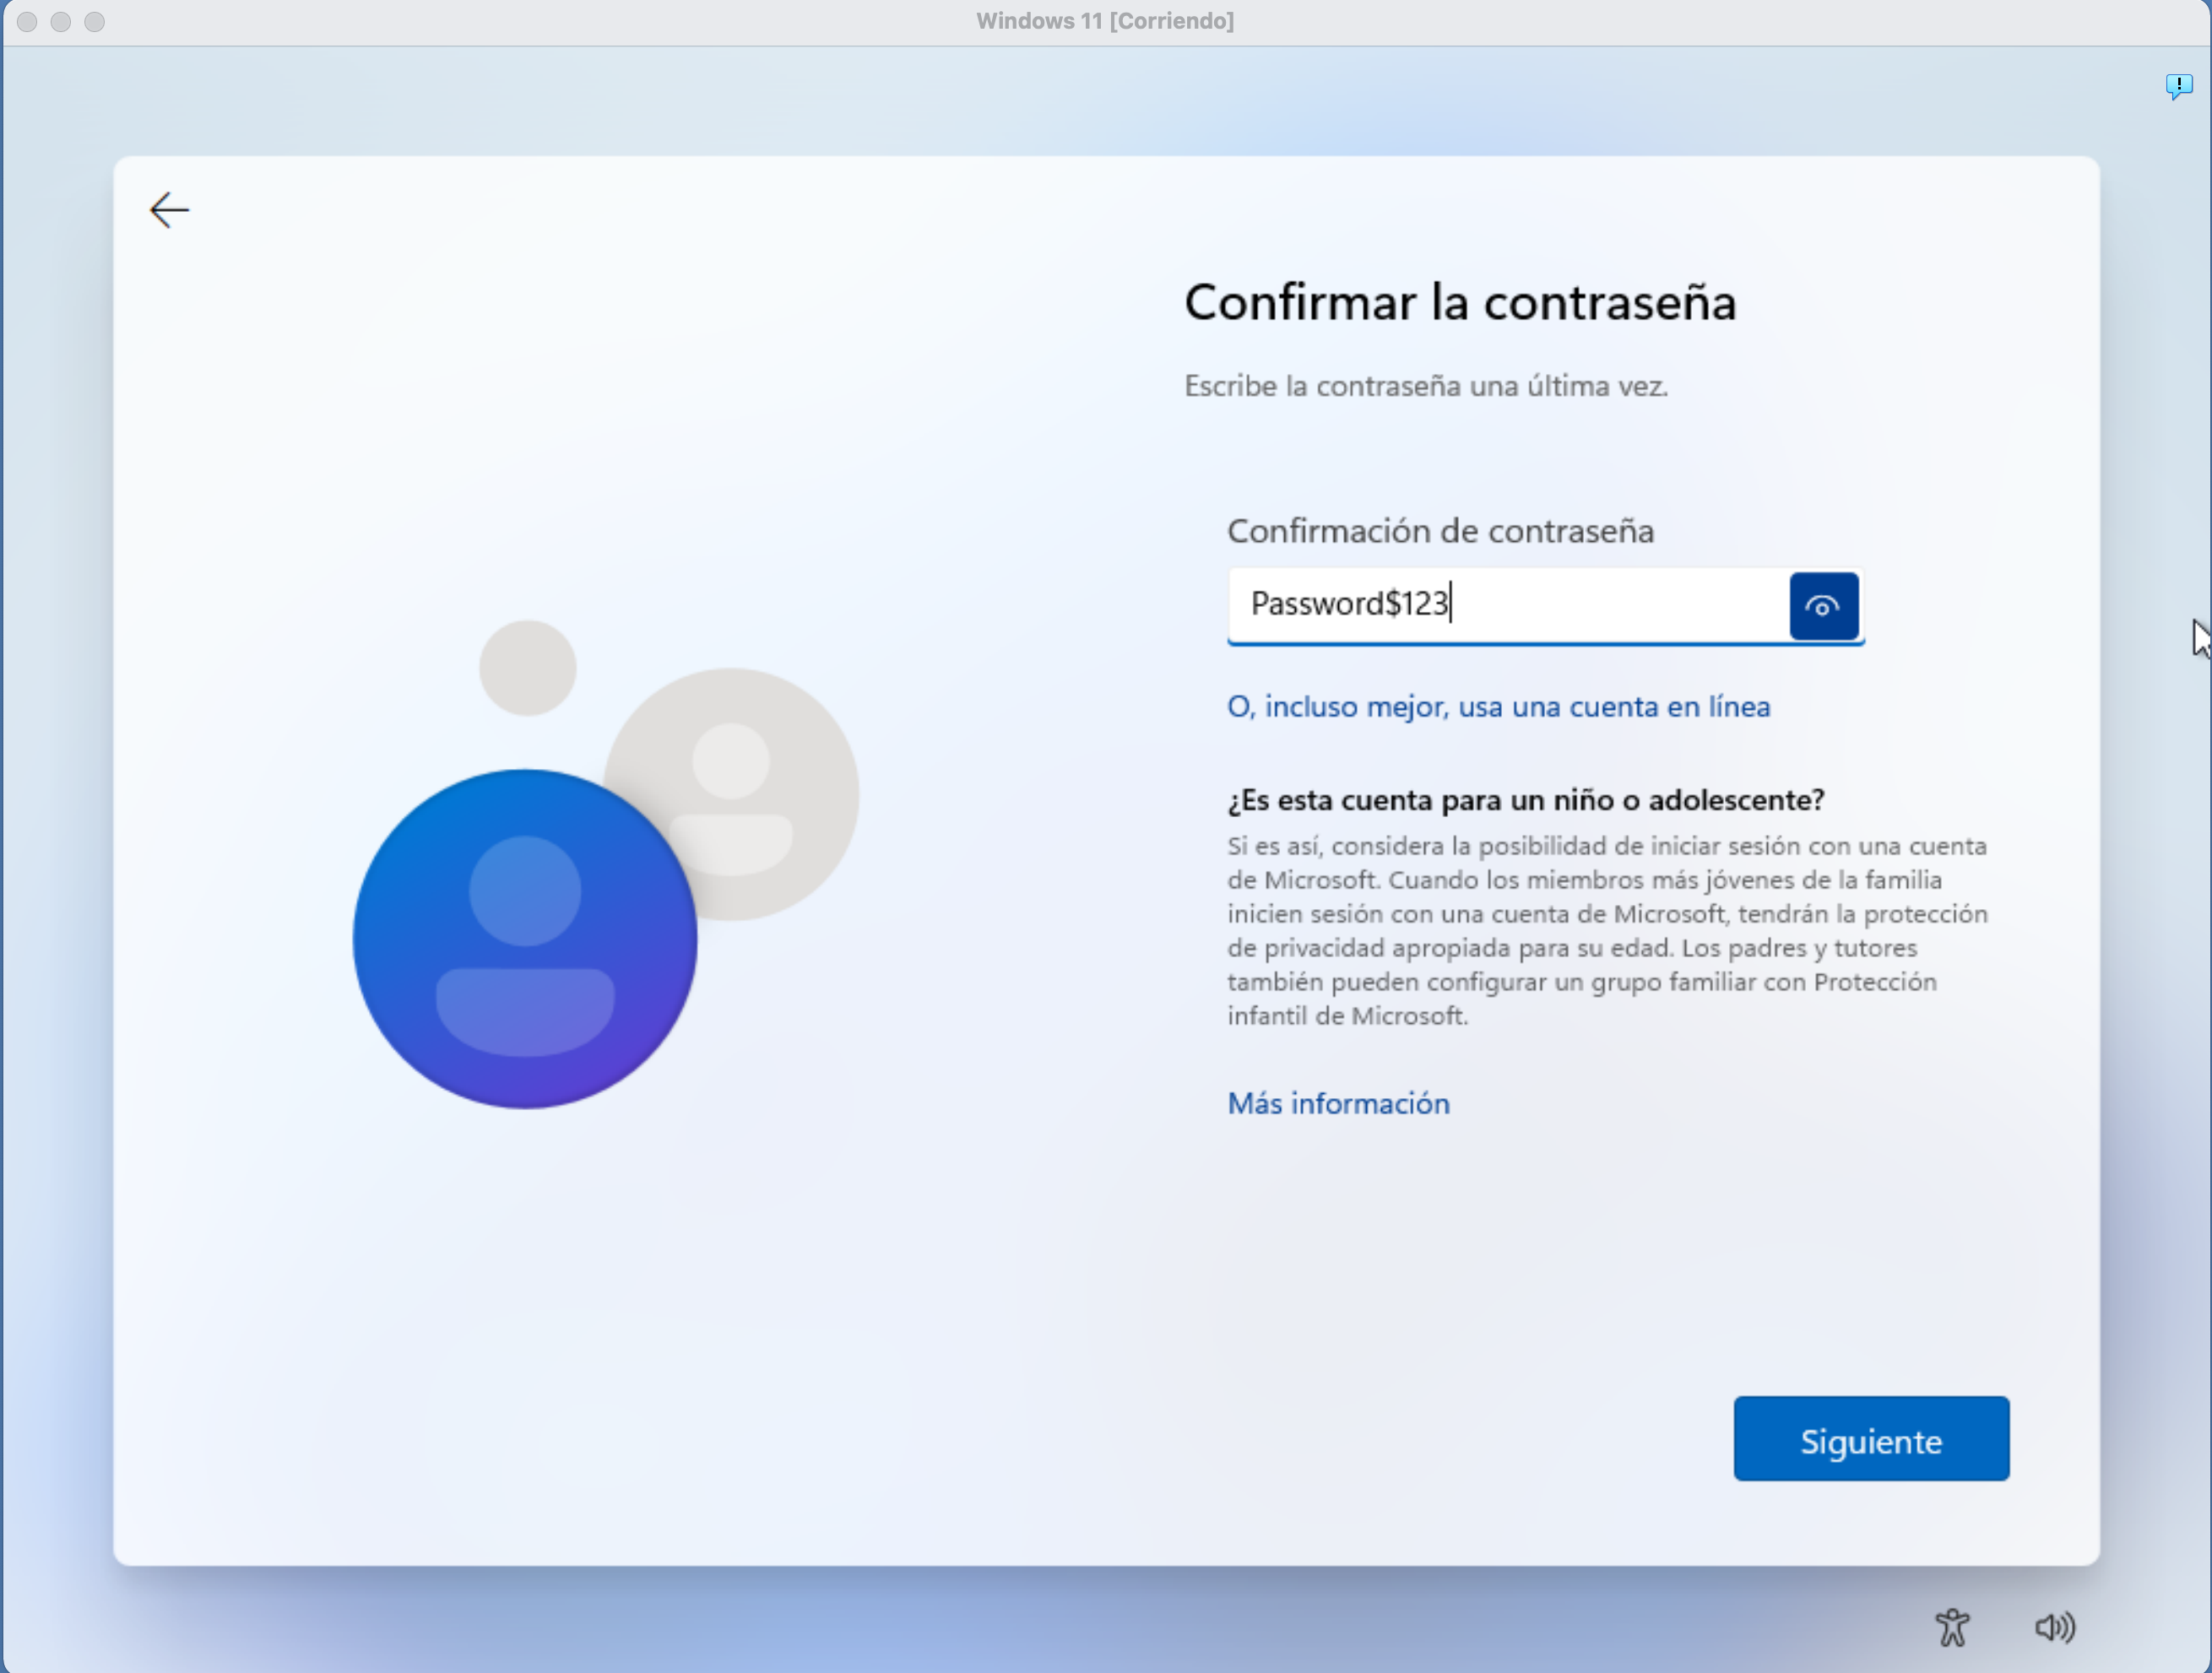 Windows 11 [Corriendo]
Confirmar la contraseña
Escribe la contraseña una última vez.
Confirmación de contraseña
Password$123
O, incluso mejor, usa una cuenta en línea
¿Es esta cuenta para un niño o adolescente?
Si es así, considera la posibilidad de iniciar sesión con una cuenta
de Microsoft. Cuando los miembros más jóvenes de la familia
inicien sesión con una cuenta de Microsoft, tendrán la protección
de privacidad apropiada para su edad. Los padres y tutores
también pueden configurar un grupo familiar con Protección
infantil de Microsoft.
Más información
Siguiente